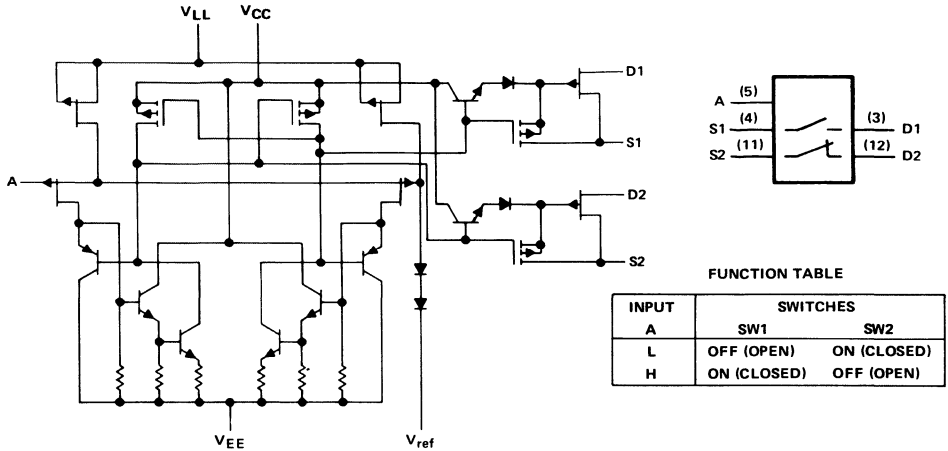 VLL VCC
A
D1
S1
D2
S2
VEE Vref
A (5)
S1 (4) (3) D1
S2 (11) (12) D2
FUNCTION TABLE
INPUT SWITCHES
A SW1 SW2
L OFF (OPEN) ON (CLOSED)
H ON (CLOSED) OFF (OPEN)